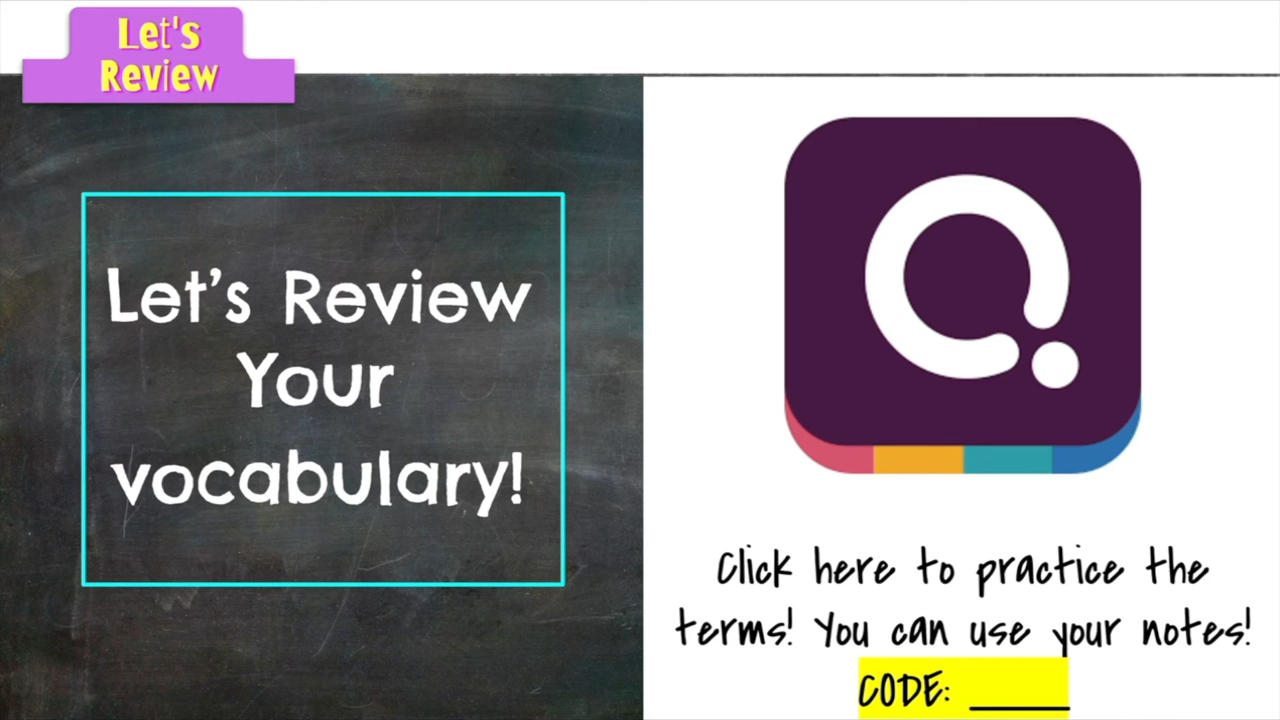 Let's
Review
Let's Review
Your
vocabulary!
Click here to practice the
terms! You can use your notes!
CODE: ______